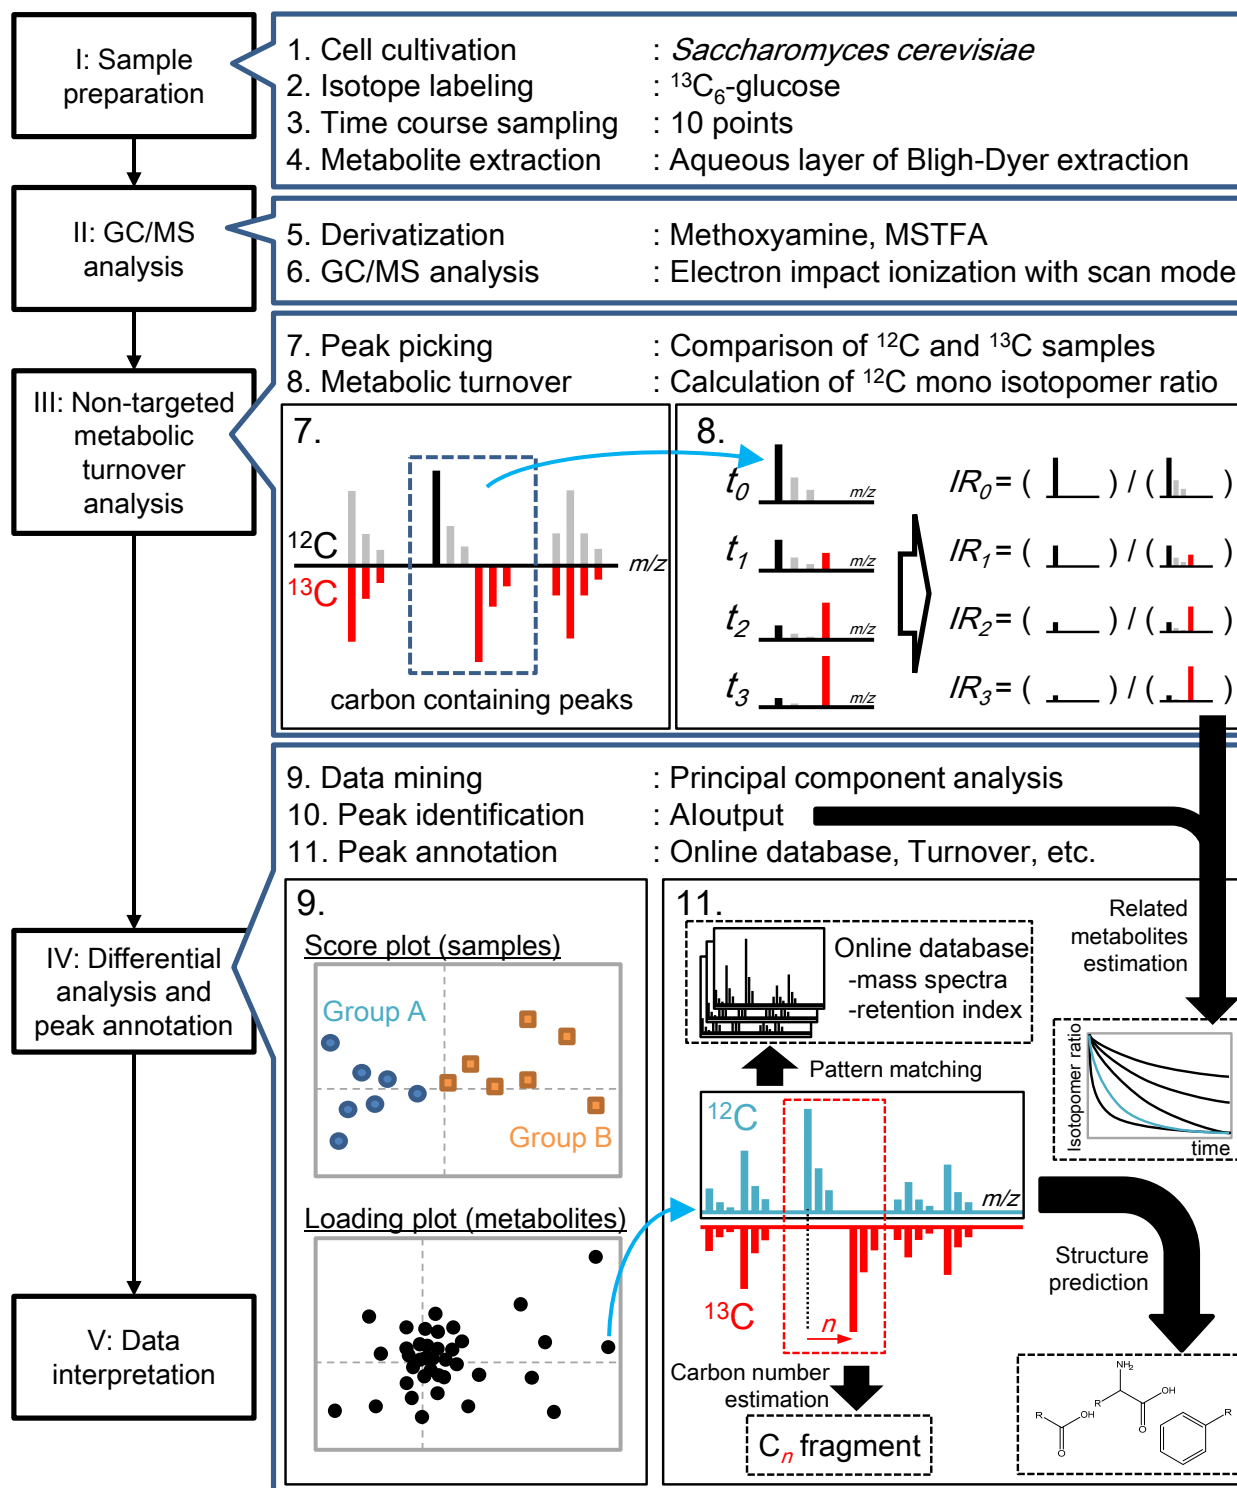 I: Sample
preparation
1. Cell cultivation : Saccharomyces cerevisiae
2. Isotope labeling : ¹³C₆-glucose
3. Time course sampling : 10 points
4. Metabolite extraction : Aqueous layer of Bligh-Dyer extraction
II: GC/MS
analysis
5. Derivatization : Methoxyamine, MSTFA
6. GC/MS analysis : Electron impact ionization with scan mode
III: Non-targeted
metabolic
turnover
analysis
7. Peak picking : Comparison of ¹²C and ¹³C samples
8. Metabolic turnover : Calculation of ¹²C mono isotopomer ratio
7.
¹²C
¹³C
m/z
carbon containing peaks
8.
t₀ m/z IR₀ = ( ) / ( )
t₁ m/z IR₁ = ( ) / ( )
t₂ m/z IR₂ = ( ) / ( )
t₃ m/z IR₃ = ( ) / ( )
IV: Differential
analysis and
peak annotation
9. Data mining : Principal component analysis
10. Peak identification : AIoutput
11. Peak annotation : Online database, Turnover, etc.
9.
Score plot (samples)
Group A
Group B
Loading plot (metabolites)
11.
Online database
-mass spectra
-retention index
Pattern matching
Related
metabolites
estimation
Isotopomer ratio
time
¹²C
m/z
¹³C
n
Carbon number
estimation
Cₙ fragment
Structure
prediction
NH₂
OH
R
O
OH
R
O
R
V: Data
interpretation